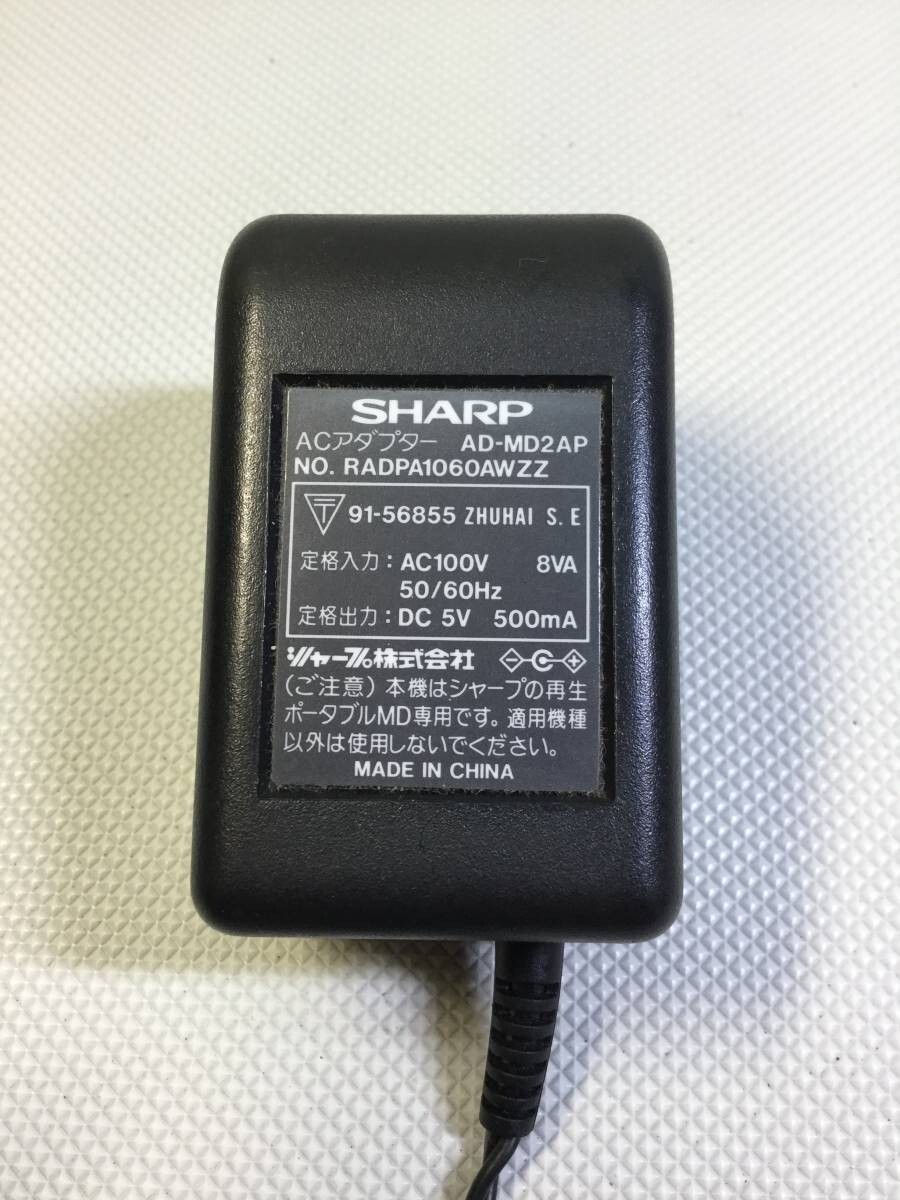 SHARP
ACアダプター AD-MD2AP
NO. RADPA1060AWZZ
〒 91-56855 ZHUHAI S.E
定格入力：AC100V 8VA
50/60Hz
定格出力：DC 5V 500mA
シャープ株式会社
（ご注意）本機はシャープの再生
ポータブルMD専用です。適用機種
以外は使用しないでください。
MADE IN CHINA